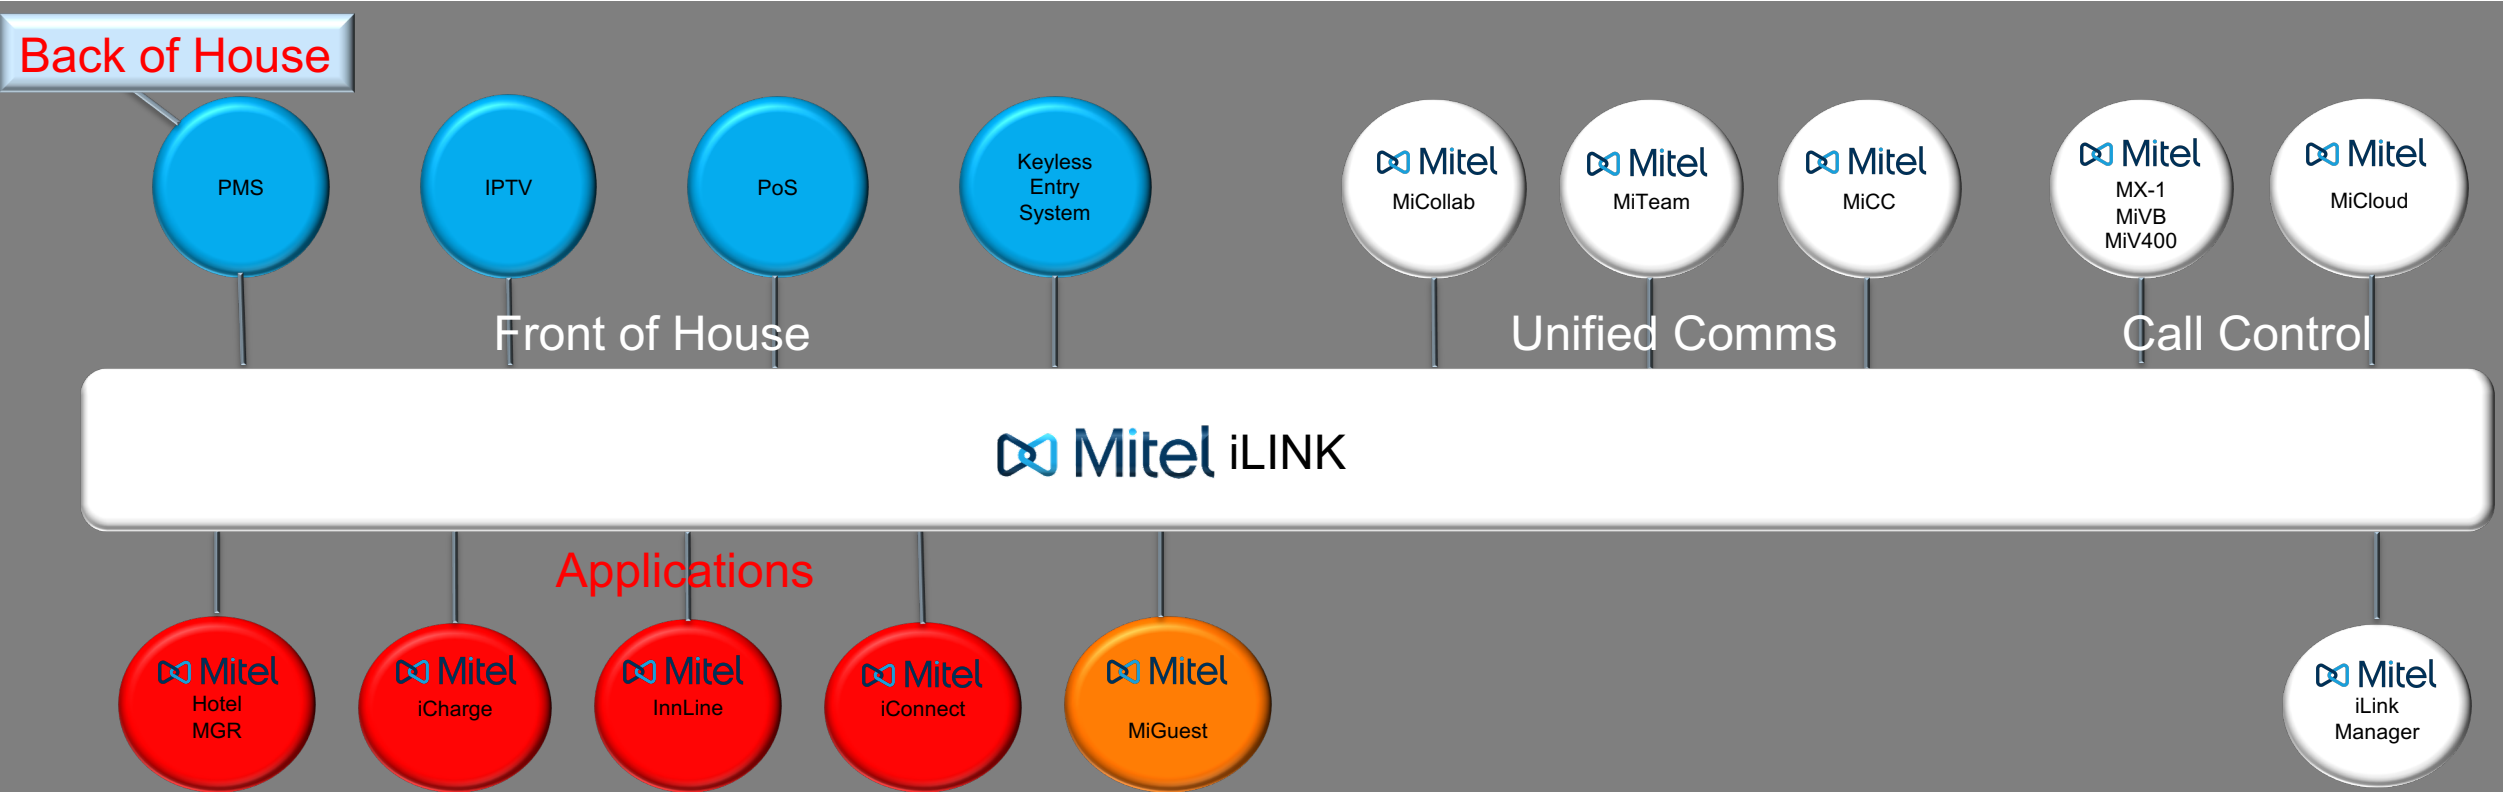 Back of House
PMS
IPTV
PoS
Keyless
Entry
System
Mitel
MiCollab
Mitel
MiTeam
Mitel
MiCC
Mitel
MX-1
MiVB
MiV400
Mitel
MiCloud
Front of House
Unified Comms
Call Control
Mitel iLINK
Applications
Mitel
Hotel
MGR
Mitel
iCharge
Mitel
InnLine
Mitel
iConnect
Mitel
MiGuest
Mitel
iLink
Manager